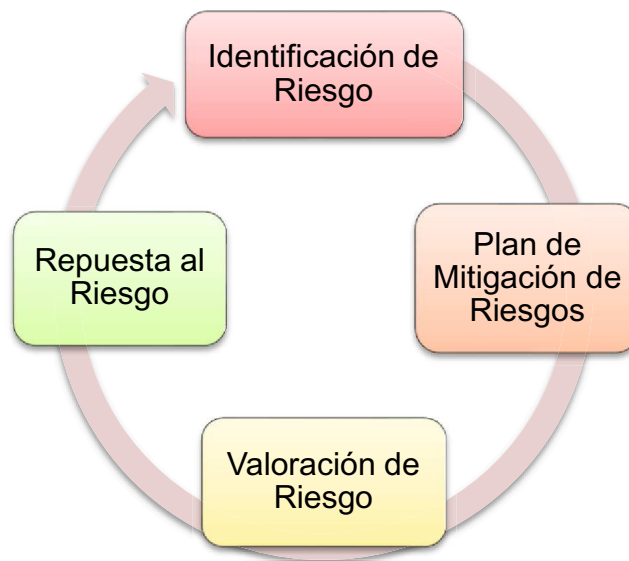 Identificación de
Riesgo
Plan de
Mitigación de
Riesgos
Valoración de
Riesgo
Repuesta al
Riesgo